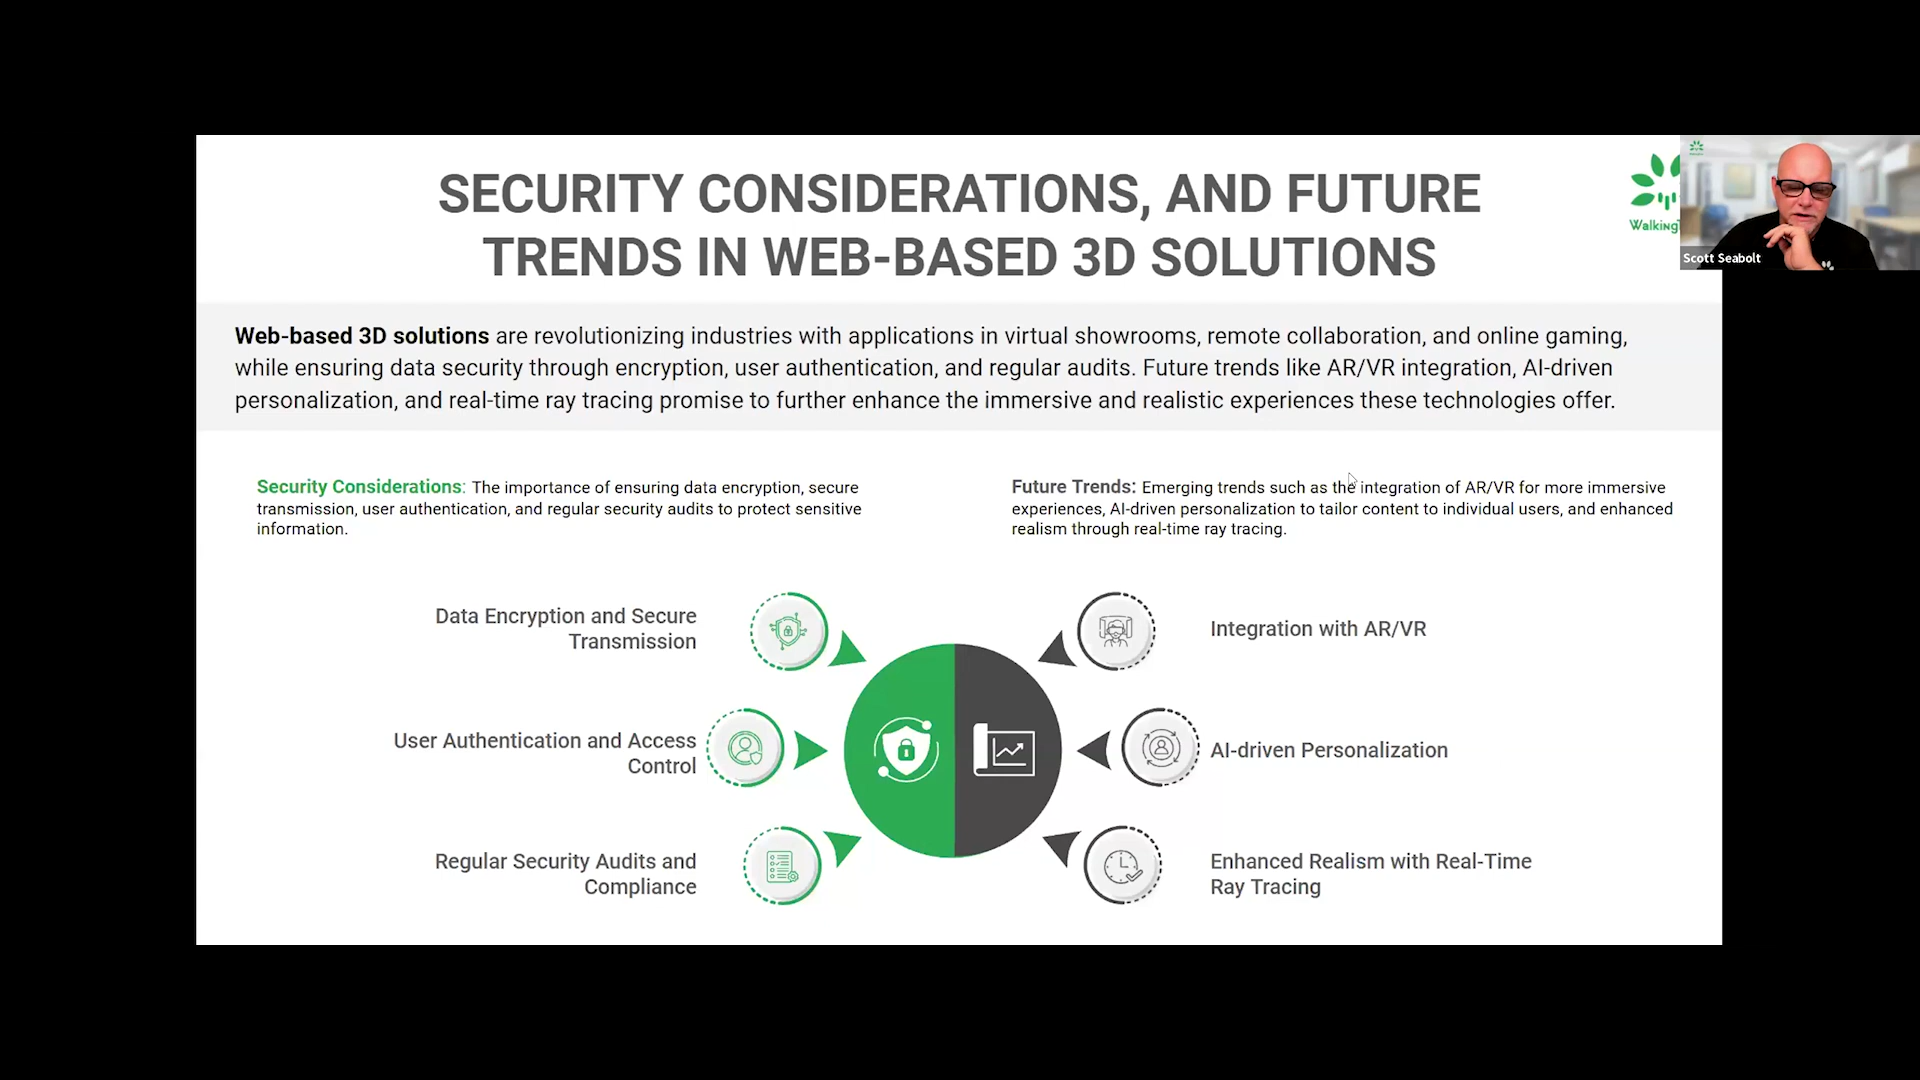 SECURITY CONSIDERATIONS, AND FUTURE
TRENDS IN WEB-BASED 3D SOLUTIONS
Scott Seabolt
Web-based 3D solutions are revolutionizing industries with applications in virtual showrooms, remote collaboration, and online gaming,
while ensuring data security through encryption, user authentication, and regular audits. Future trends like AR/VR integration, AI-driven
personalization, and real-time ray tracing promise to further enhance the immersive and realistic experiences these technologies offer.
Security Considerations: The importance of ensuring data encryption, secure
transmission, user authentication, and regular security audits to protect sensitive
information.
Future Trends: Emerging trends such as the integration of AR/VR for more immersive
experiences, AI-driven personalization to tailor content to individual users, and enhanced
realism through real-time ray tracing.
Data Encryption and Secure
Transmission
User Authentication and Access
Control
Regular Security Audits and
Compliance
Integration with AR/VR
AI-driven Personalization
Enhanced Realism with Real-Time
Ray Tracing